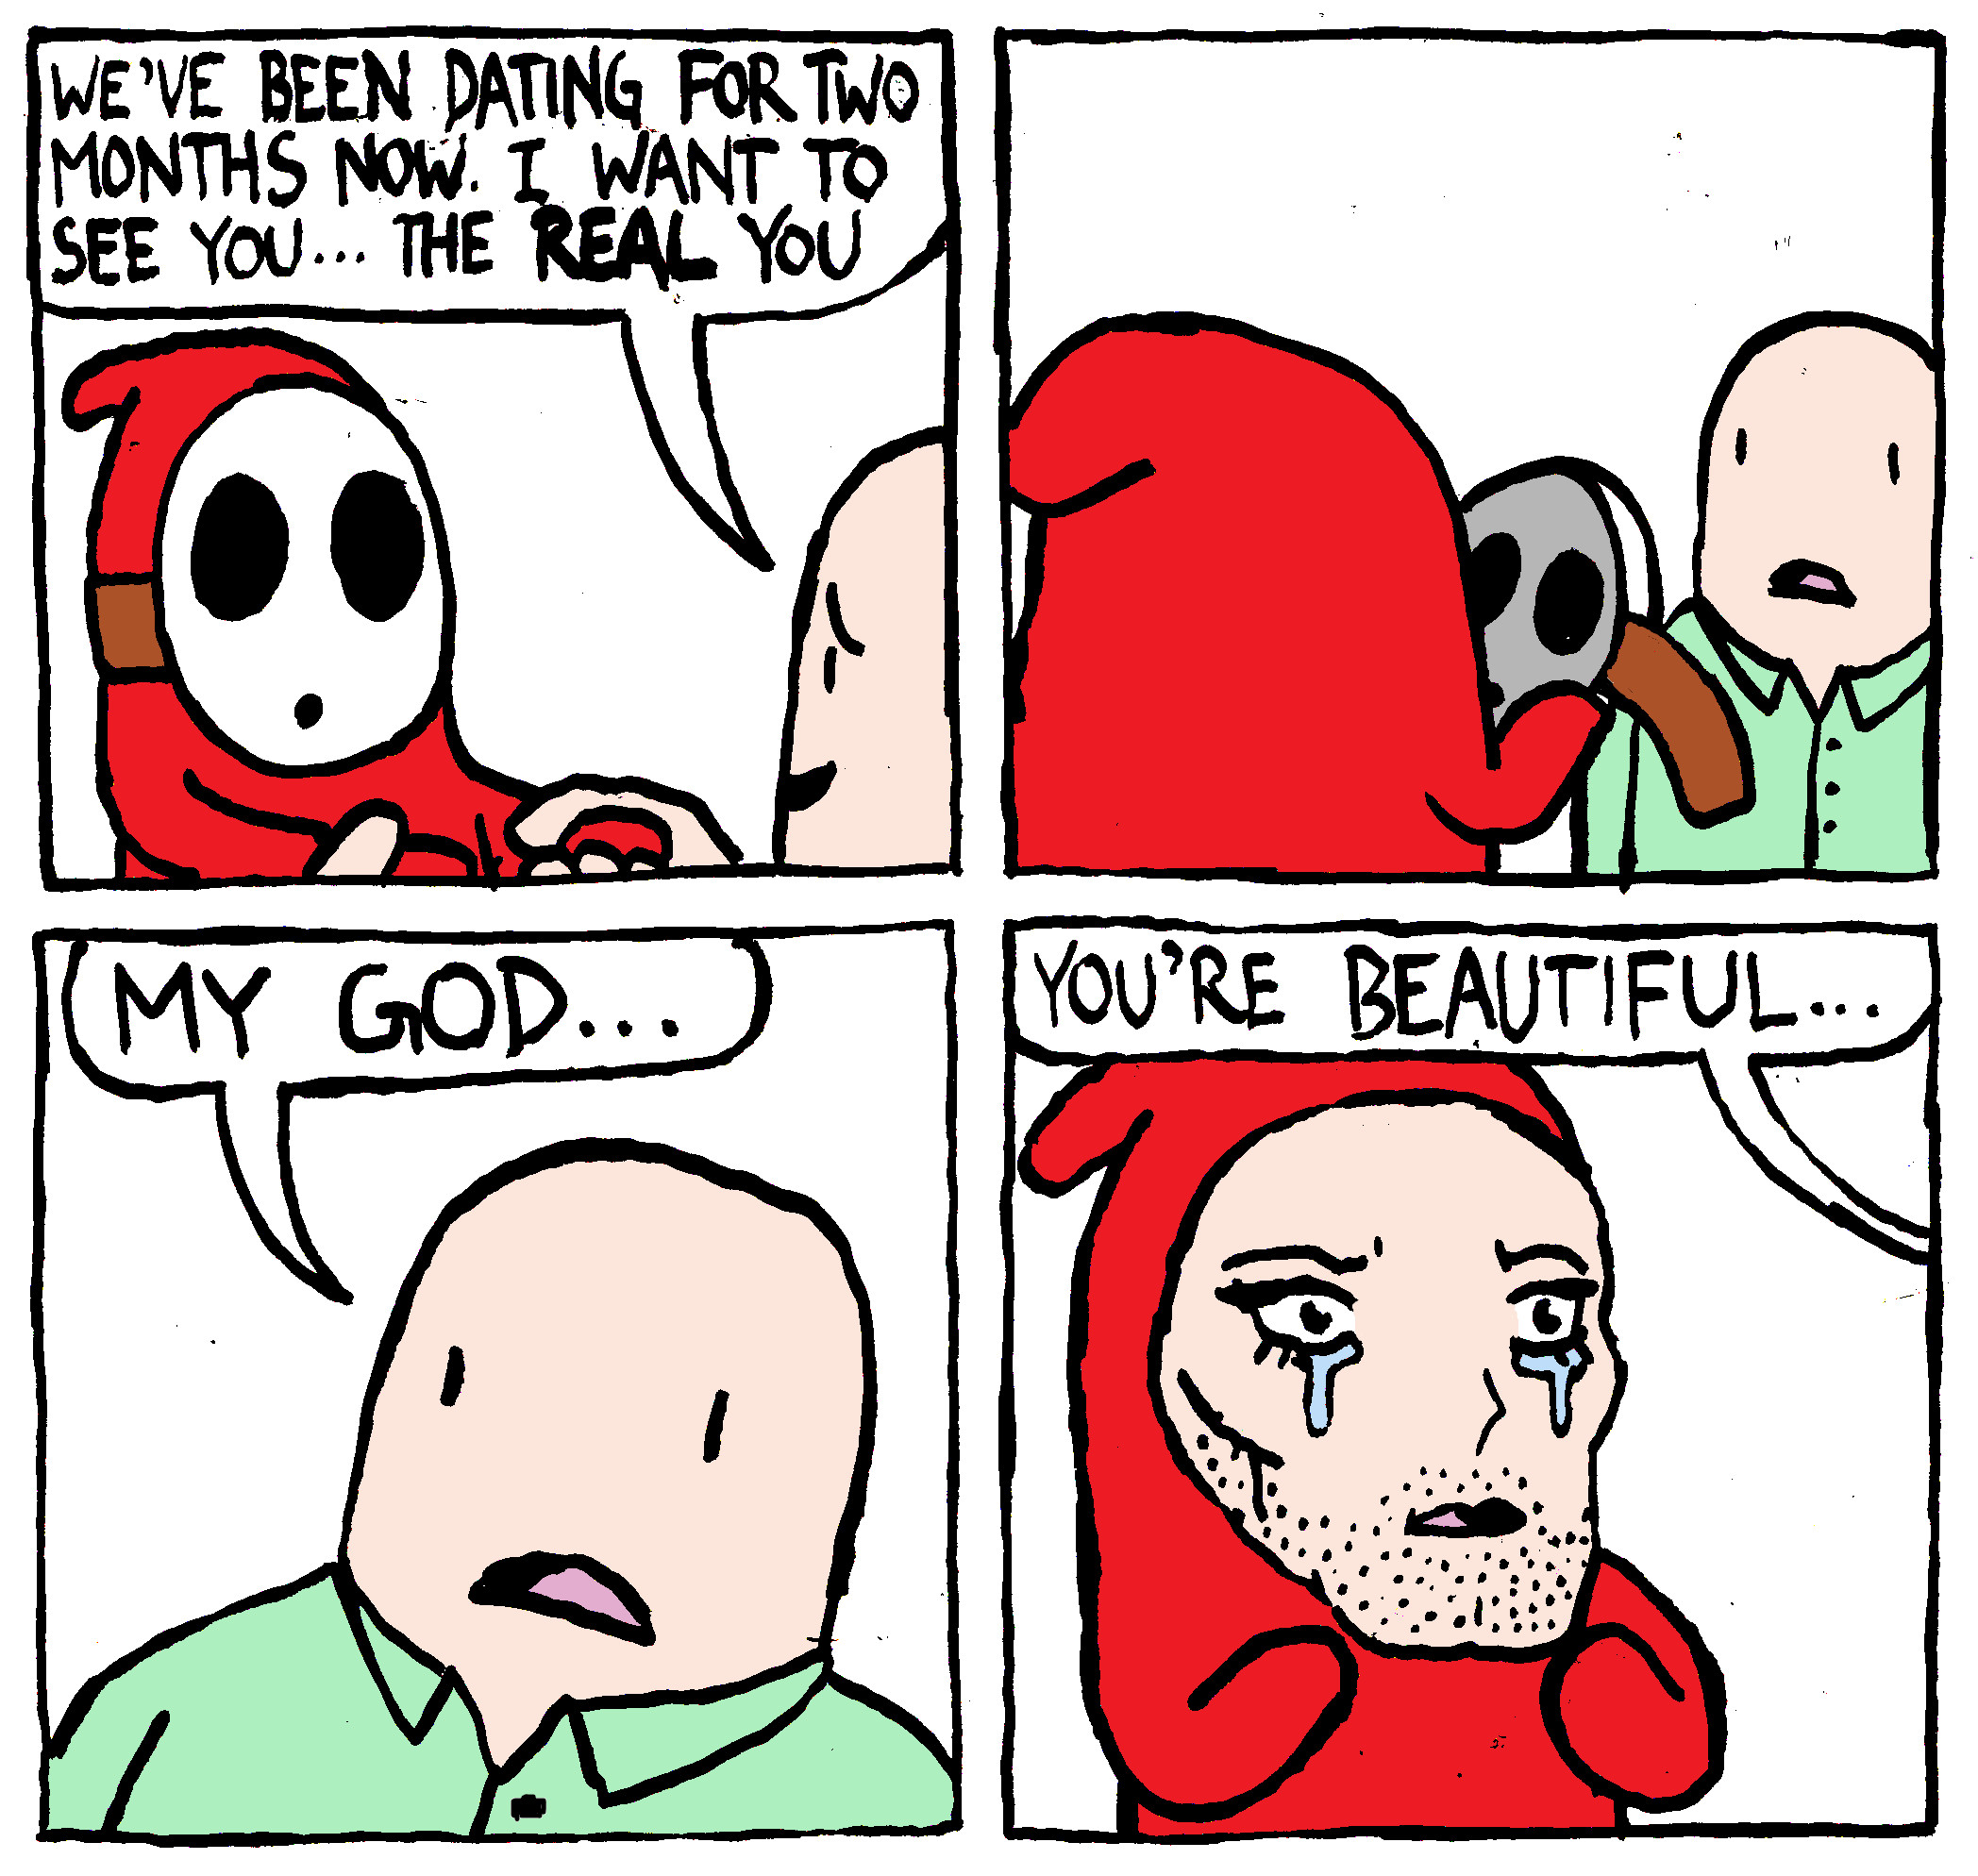 WE'VE BEEN DATING FOR TWO
MONTHS NOW. I WANT TO
SEE YOU... THE REAL YOU
MY GOD...
YOU'RE BEAUTIFUL...